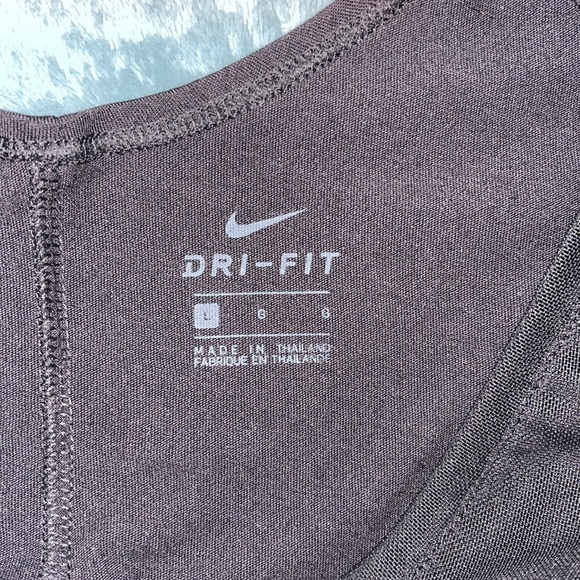 DRI-FIT
L G G
MADE IN THAILAND
FABRIQUE EN THAILANDE